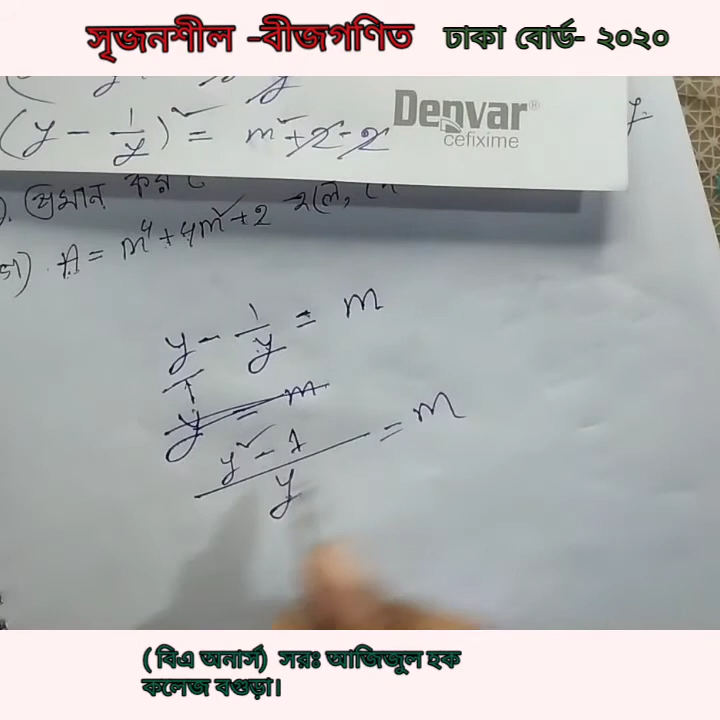 সৃজনশীল -বীজগণিত ঢাকা বোর্ড- ২০২০
(y - 1/y)² = m² + 2 - 2
Denvar®
cefixime
y.
প্রমান কর
A = m⁴ + 4m² + 2 হলে,
y - 1/y = m
y = m
(y² - 1)/y = m
(বিএ অনার্স) সরঃ আজিজুল হক
কলেজ বগুড়া।